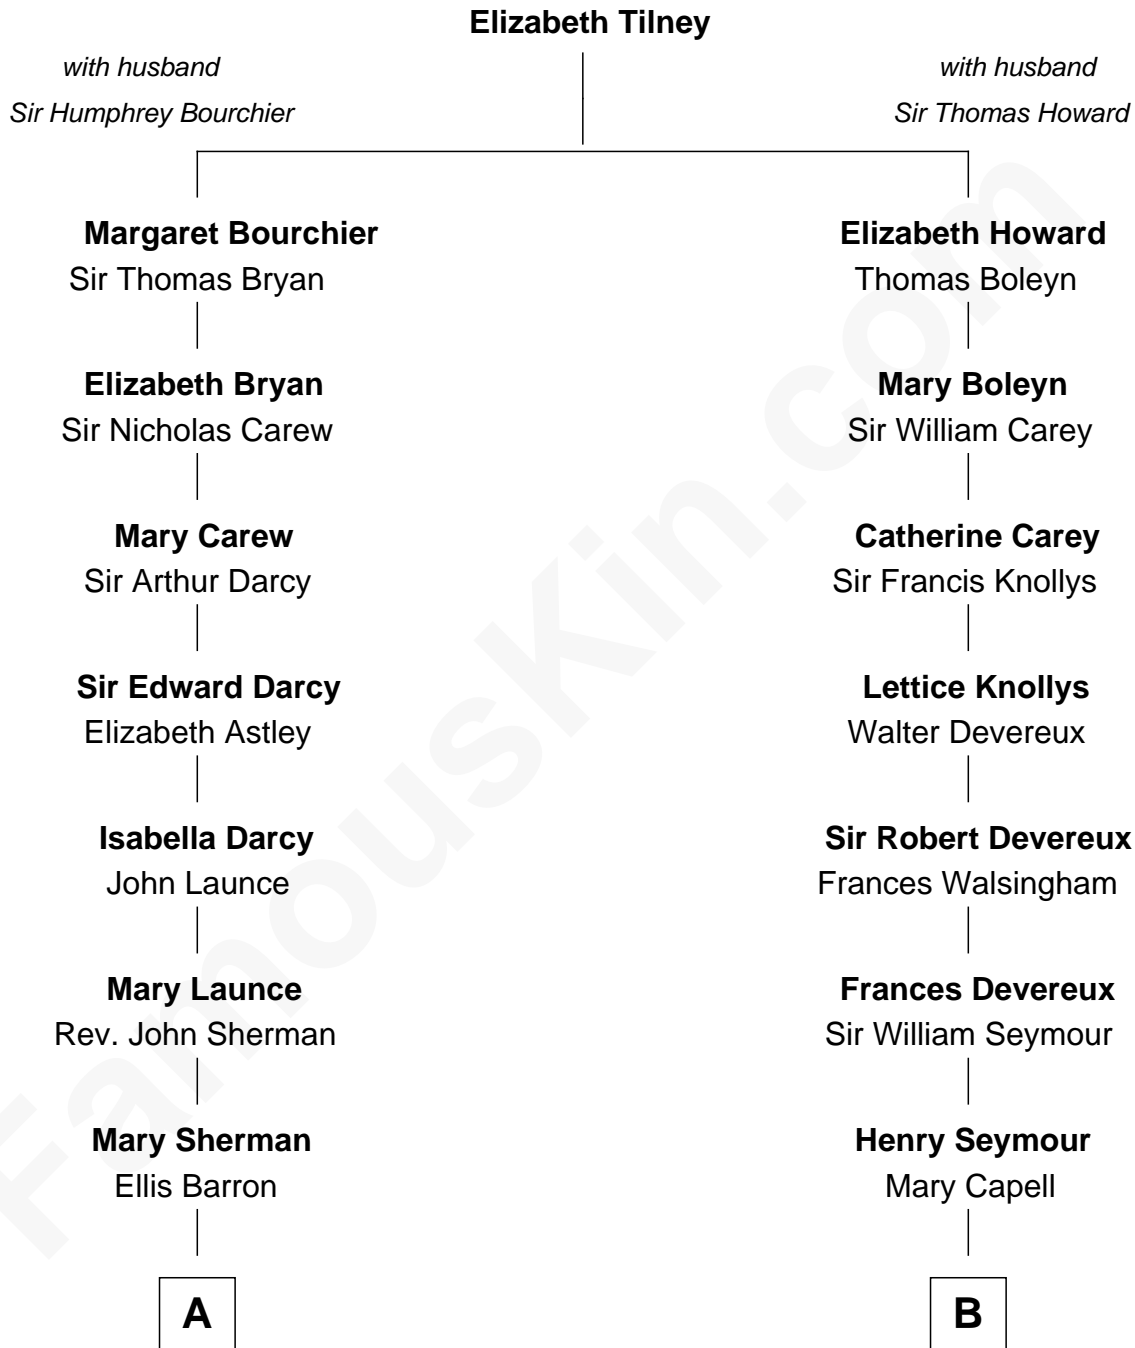 Elizabeth Tilney
with husband
Sir Humphrey Bourchier
with husband
Sir Thomas Howard
Margaret Bourchier
Sir Thomas Bryan
Elizabeth Howard
Thomas Boleyn
Elizabeth Bryan
Sir Nicholas Carew
Mary Boleyn
Sir William Carey
Mary Carew
Sir Arthur Darcy
Catherine Carey
Sir Francis Knollys
Sir Edward Darcy
Elizabeth Astley
Lettice Knollys
Walter Devereux
Isabella Darcy
John Launce
Sir Robert Devereux
Frances Walsingham
Mary Launce
Rev. John Sherman
Frances Devereux
Sir William Seymour
Mary Sherman
Ellis Barron
Henry Seymour
Mary Capell
A
B
FamousKin.com